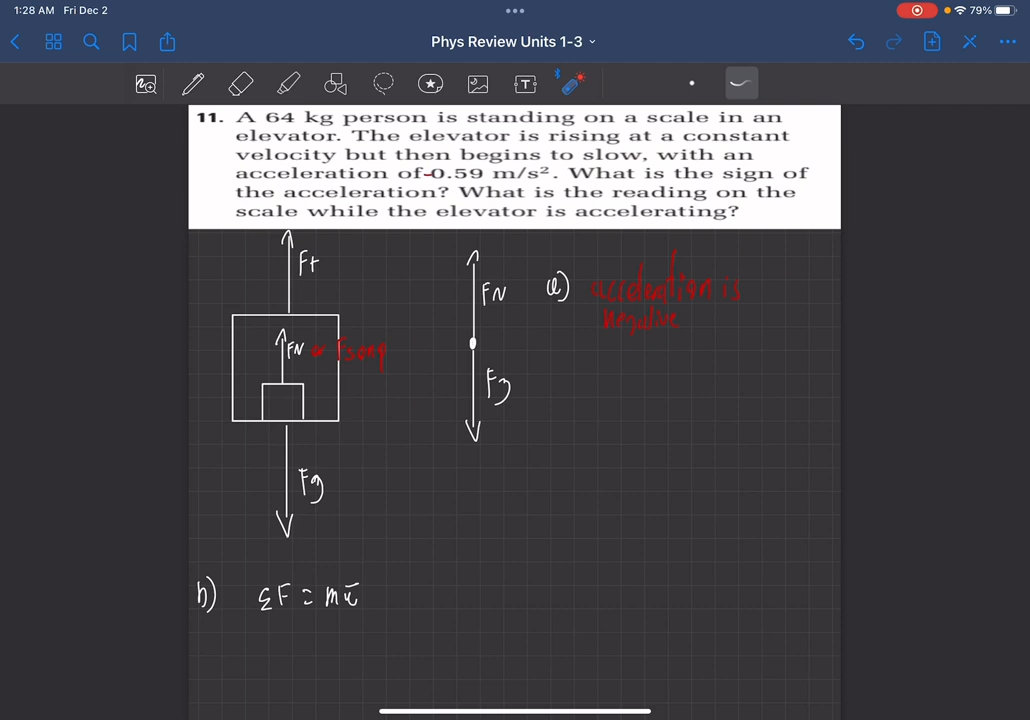 1:28 AM Fri Dec 2
79%
Phys Review Units 1-3
11. A 64 kg person is standing on a scale in an
elevator. The elevator is rising at a constant
velocity but then begins to slow, with an
acceleration of -0.59 m/s². What is the sign of
the acceleration? What is the reading on the
scale while the elevator is accelerating?
Ft
FN
a) acceleration is
negative
FN or
Fg
Fg
b) ΣF = ma